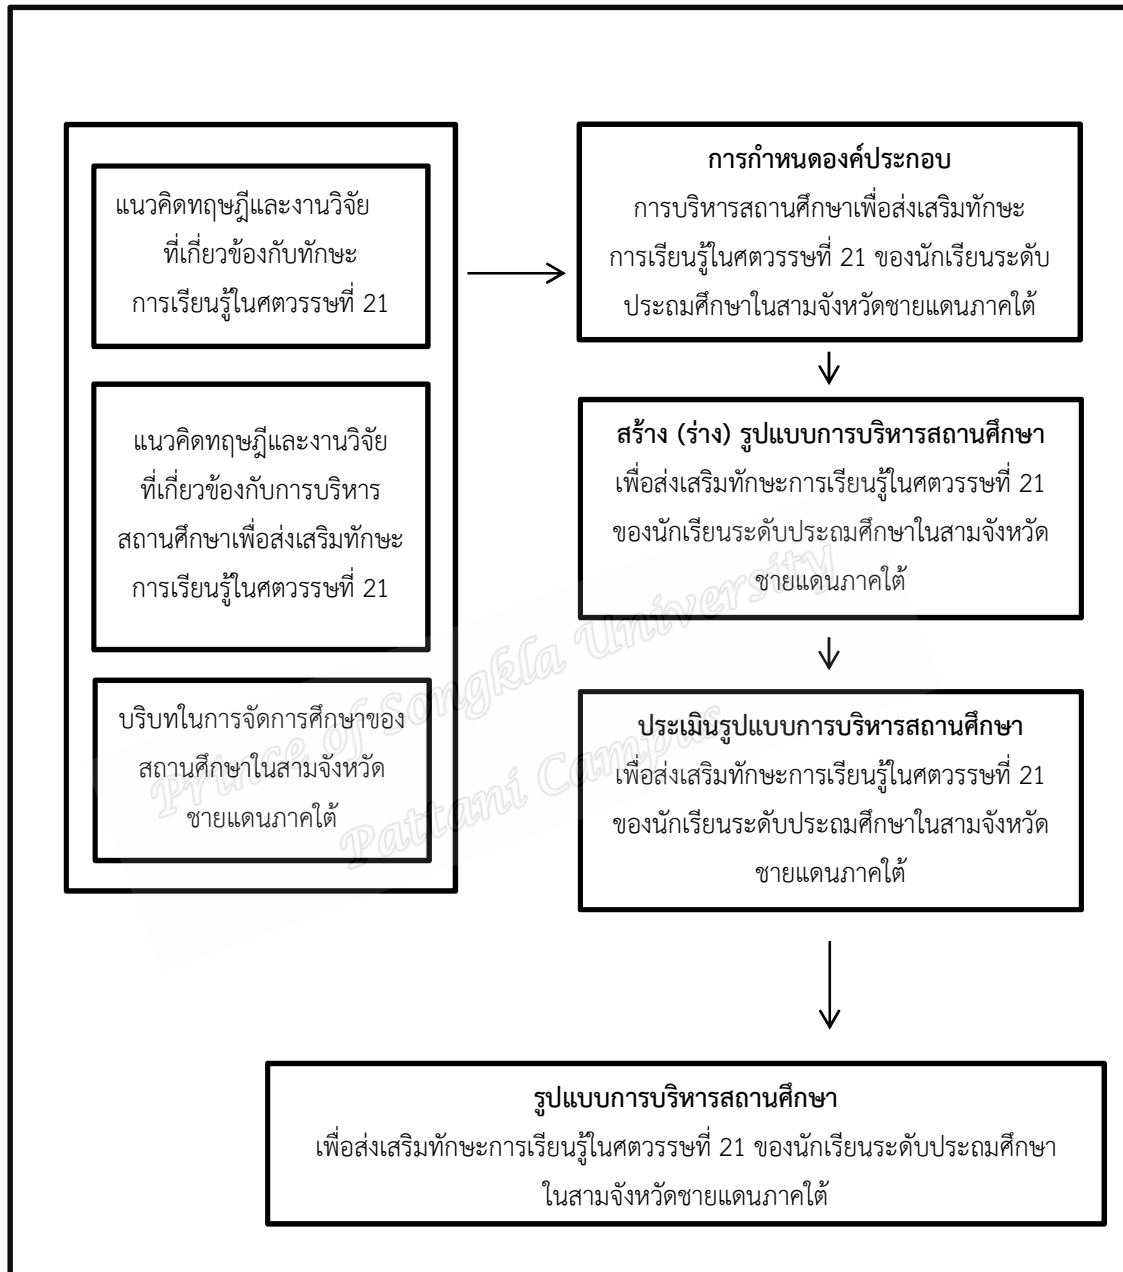 แนวคิดทฤษฎีและงานวิจัย
ที่เกี่ยวข้องกับทักษะ
การเรียนรู้ในศตวรรษที่ 21
แนวคิดทฤษฎีและงานวิจัย
ที่เกี่ยวข้องกับการบริหาร
สถานศึกษาเพื่อส่งเสริมทักษะ
การเรียนรู้ในศตวรรษที่ 21
บริบทในการจัดการศึกษาของ
สถานศึกษาในสามจังหวัด
ชายแดนภาคใต้
การกำหนดองค์ประกอบ
การบริหารสถานศึกษาเพื่อส่งเสริมทักษะ
การเรียนรู้ในศตวรรษที่ 21 ของนักเรียนระดับ
ประถมศึกษาในสามจังหวัดชายแดนภาคใต้
สร้าง (ร่าง) รูปแบบการบริหารสถานศึกษา
เพื่อส่งเสริมทักษะการเรียนรู้ในศตวรรษที่ 21
ของนักเรียนระดับประถมศึกษาในสามจังหวัด
ชายแดนภาคใต้
ประเมินรูปแบบการบริหารสถานศึกษา
เพื่อส่งเสริมทักษะการเรียนรู้ในศตวรรษที่ 21
ของนักเรียนระดับประถมศึกษาในสามจังหวัด
ชายแดนภาคใต้
รูปแบบการบริหารสถานศึกษา
เพื่อส่งเสริมทักษะการเรียนรู้ในศตวรรษที่ 21 ของนักเรียนระดับประถมศึกษา
ในสามจังหวัดชายแดนภาคใต้
Prince of Songkla University
Pattani Campus